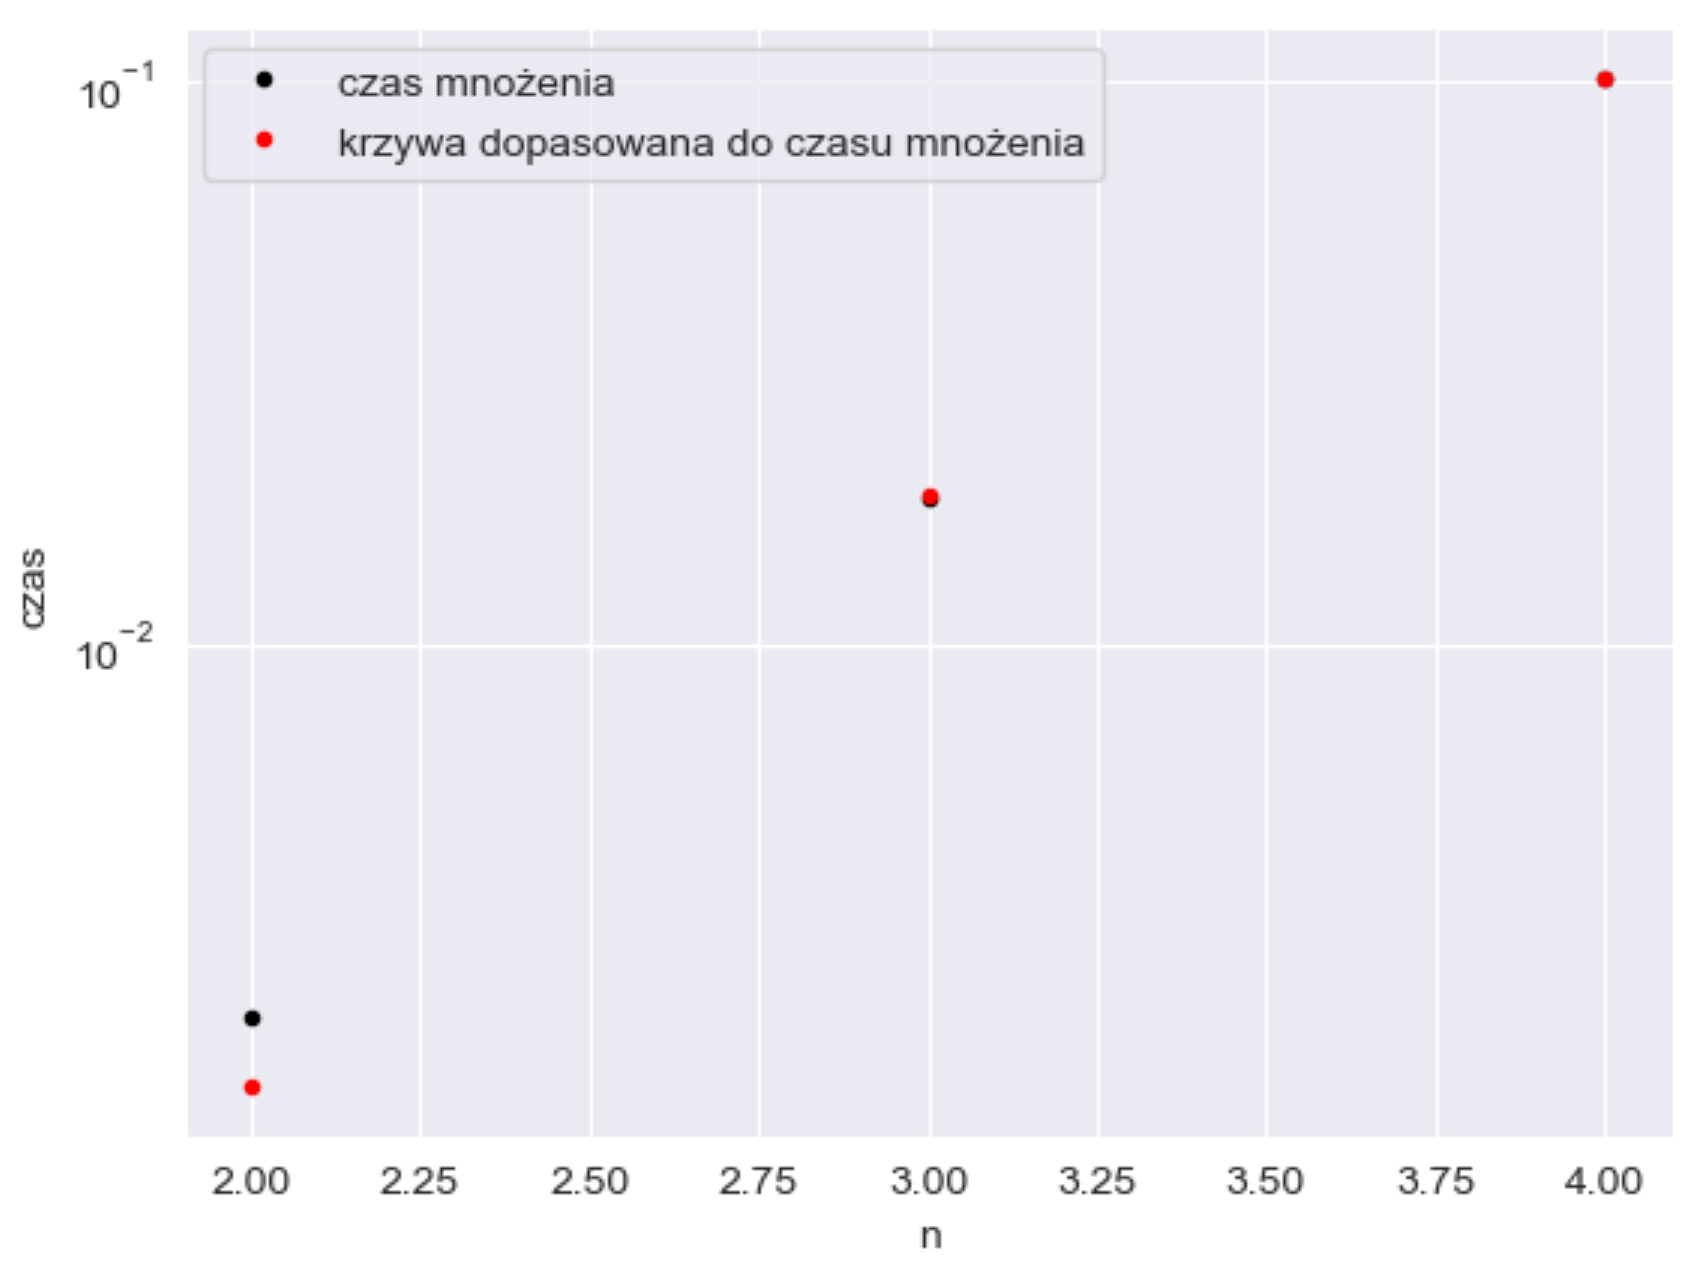 czas mnożenia
krzywa dopasowana do czasu mnożenia
10⁻¹
10⁻²
czas
2.00 2.25 2.50 2.75 3.00 3.25 3.50 3.75 4.00
n